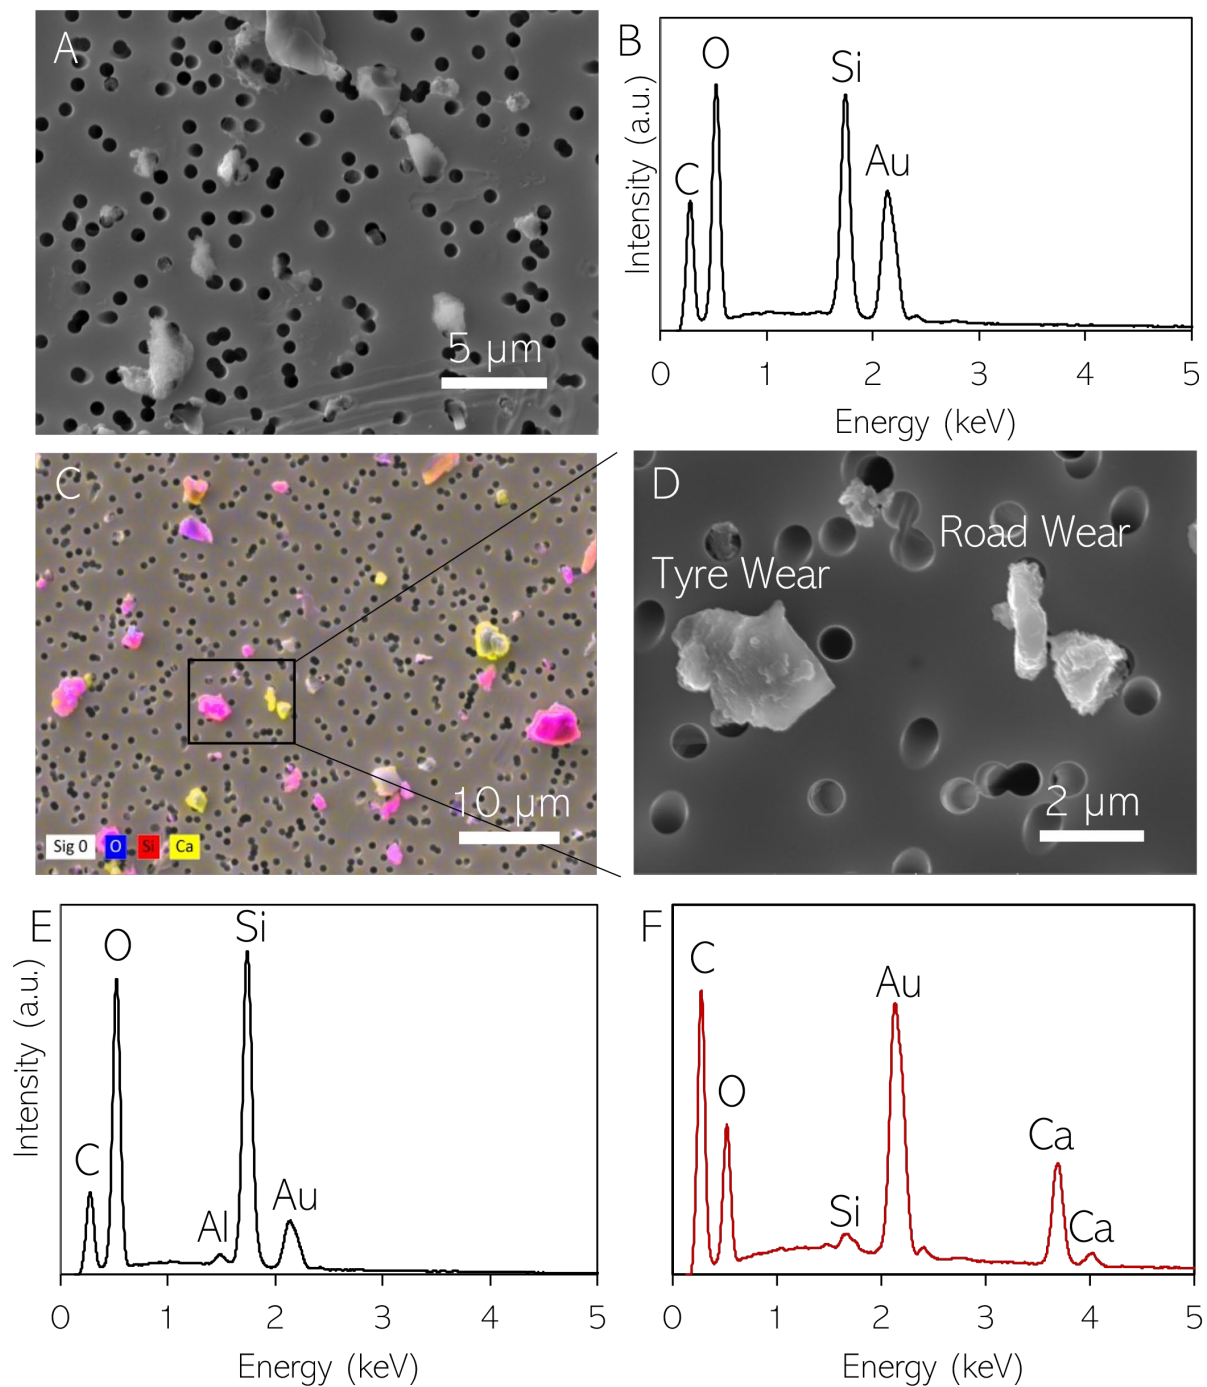 A
5 μm
B
O
Si
Au
C
Intensity (a.u.)
0 1 2 3 4 5
Energy (keV)
C
10 μm
Sig 0 O Si Ca
D
Road Wear
Tyre Wear
2 μm
E
Si
O
C
Al
Au
Intensity (a.u.)
0 1 2 3 4 5
Energy (keV)
F
C
Au
O
Ca
Si
Ca
0 1 2 3 4 5
Energy (keV)